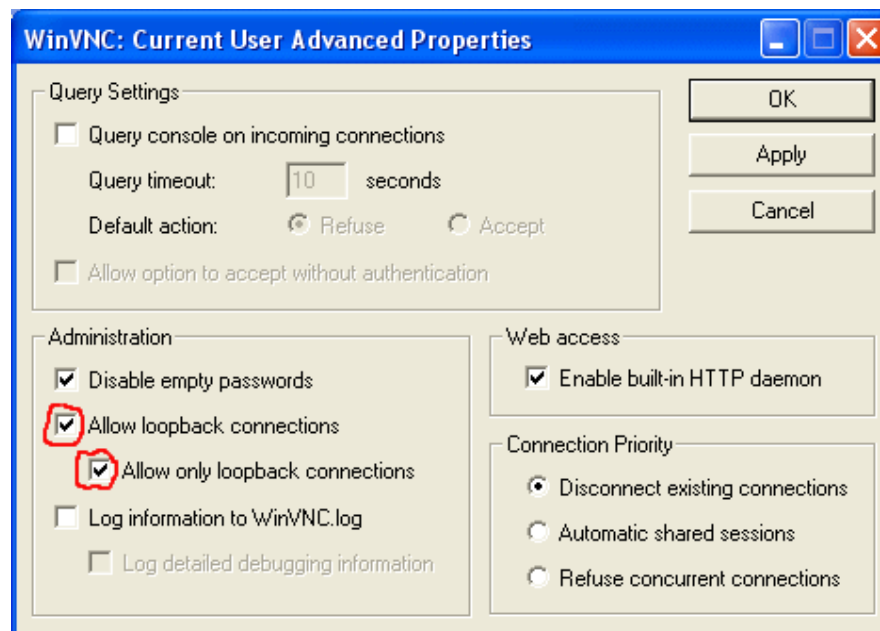 WinVNC: Current User Advanced Properties
Query Settings
Query console on incoming connections
Query timeout: 10 seconds
Default action: Refuse Accept
Allow option to accept without authentication
OK
Apply
Cancel
Administration
Disable empty passwords
Allow loopback connections
Allow only loopback connections
Log information to WinVNC.log
Log detailed debugging information
Web access
Enable built-in HTTP daemon
Connection Priority
Disconnect existing connections
Automatic shared sessions
Refuse concurrent connections